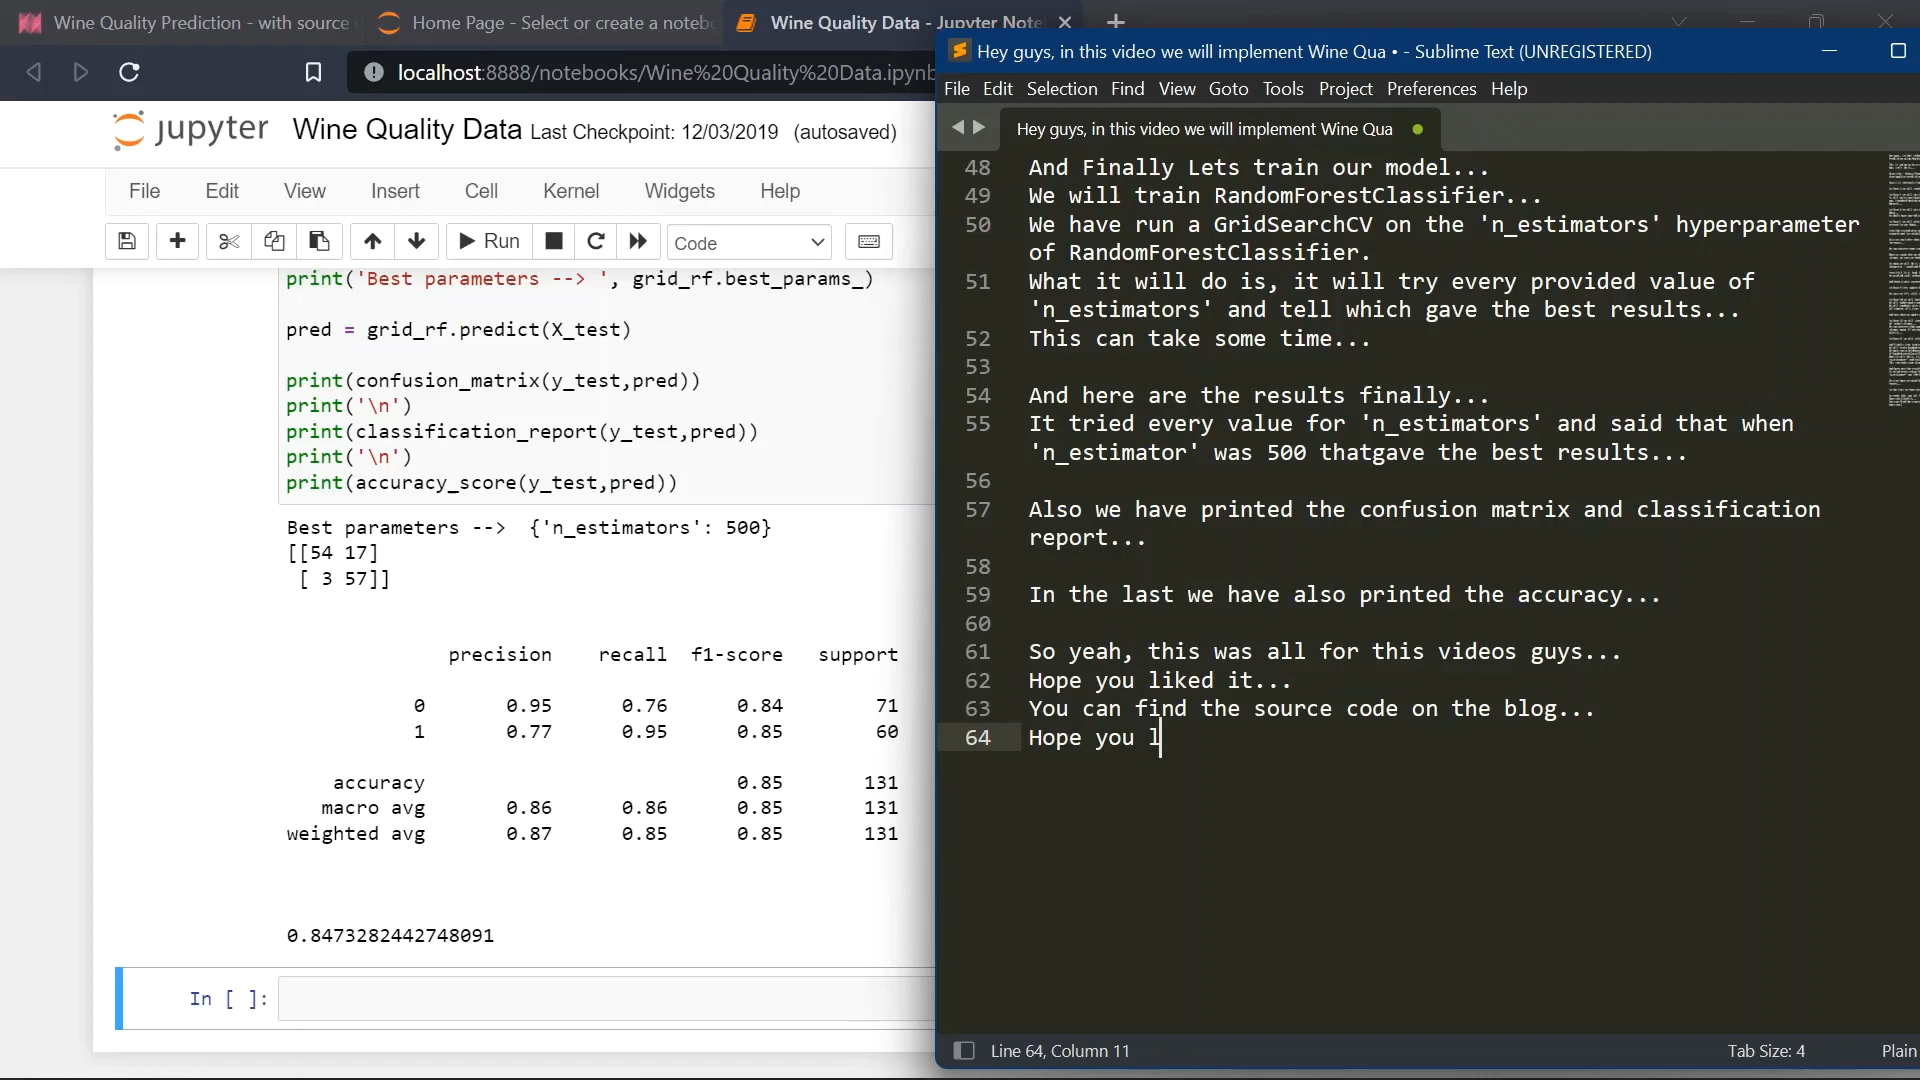 Wine Quality Prediction - with source
Home Page - Select or create a notebo
Wine Quality Data - Jupyter Note
localhost:8888/notebooks/Wine%20Quality%20Data.ipynb
jupyter Wine Quality Data Last Checkpoint: 12/03/2019 (autosaved)
File Edit View Insert Cell Kernel Widgets Help
Run Code
print('Best parameters --> ', grid_rf.best_params_)
pred = grid_rf.predict(X_test)
print(confusion_matrix(y_test,pred))
print('\n')
print(classification_report(y_test,pred))
print('\n')
print(accuracy_score(y_test,pred))
Best parameters --> {'n_estimators': 500}
[[54 17]
[ 3 57]]
precision recall f1-score support
0 0.95 0.76 0.84 71
1 0.77 0.95 0.85 60
accuracy 0.85 131
macro avg 0.86 0.86 0.85 131
weighted avg 0.87 0.85 0.85 131
0.8473282442748091
In [ ]:
Hey guys, in this video we will implement Wine Qua • - Sublime Text (UNREGISTERED)
File Edit Selection Find View Goto Tools Project Preferences Help
Hey guys, in this video we will implement Wine Qua
48 And Finally Lets train our model...
49 We will train RandomForestClassifier...
50 We have run a GridSearchCV on the 'n_estimators' hyperparameter
of RandomForestClassifier.
51 What it will do is, it will try every provided value of
'n_estimators' and tell which gave the best results...
52 This can take some time...
53
54 And here are the results finally...
55 It tried every value for 'n_estimators' and said that when
'n_estimator' was 500 thatgave the best results...
56
57 Also we have printed the confusion matrix and classification
report...
58
59 In the last we have also printed the accuracy...
60
61 So yeah, this was all for this videos guys...
62 Hope you liked it...
63 You can find the source code on the blog...
64 Hope you l
Line 64, Column 11
Tab Size: 4
Plain